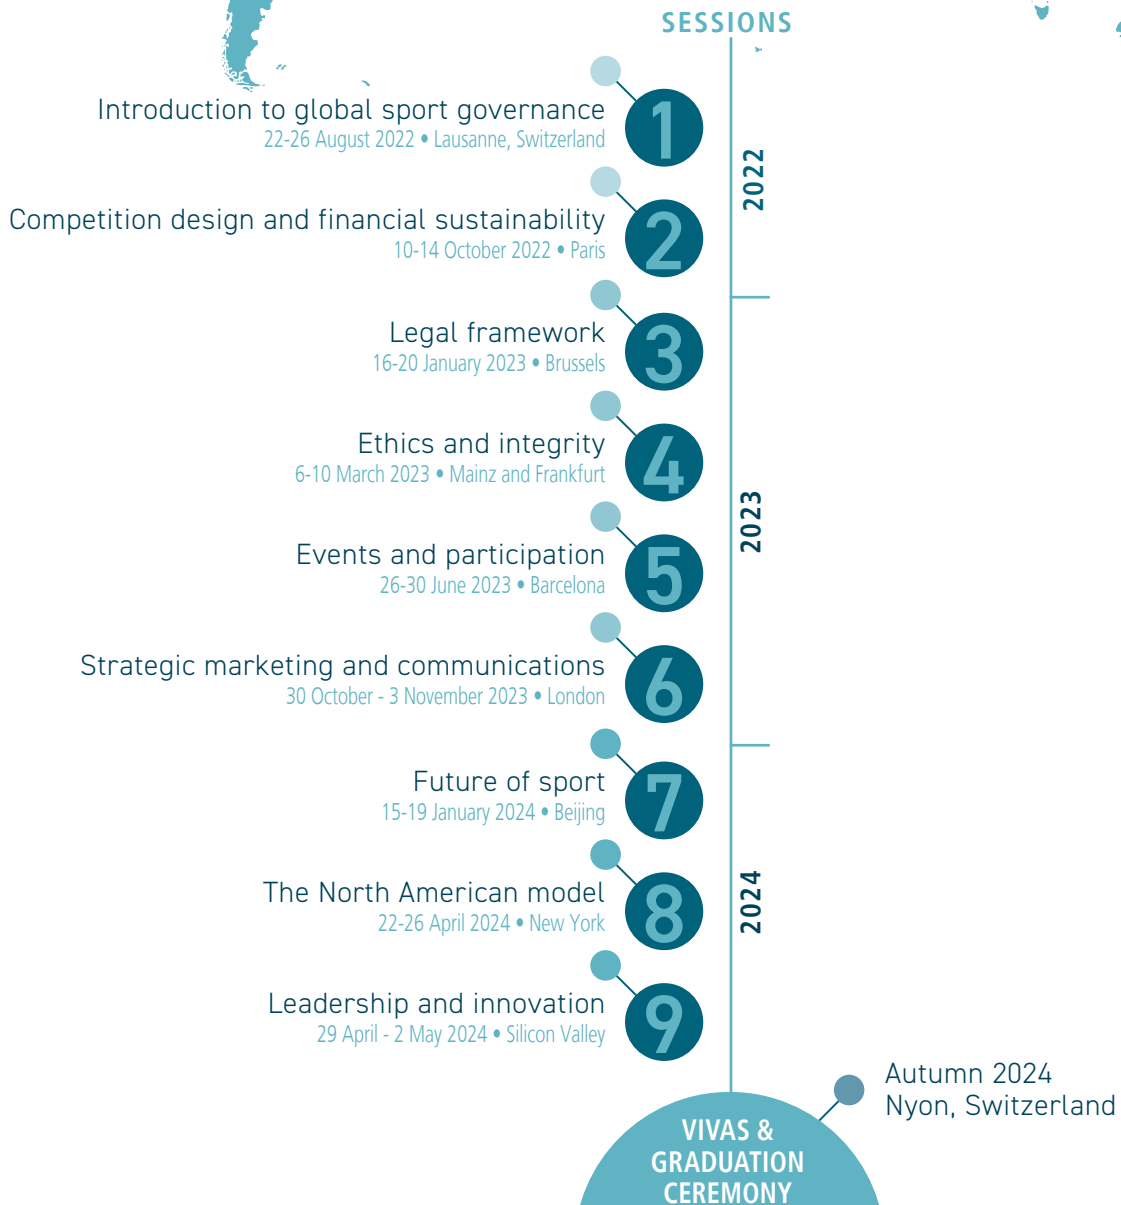 SESSIONS
Introduction to global sport governance
22-26 August 2022 • Lausanne, Switzerland
1
2022
Competition design and financial sustainability
10-14 October 2022 • Paris
2
Legal framework
16-20 January 2023 • Brussels
3
Ethics and integrity
6-10 March 2023 • Mainz and Frankfurt
4
2023
Events and participation
26-30 June 2023 • Barcelona
5
Strategic marketing and communications
30 October - 3 November 2023 • London
6
Future of sport
15-19 January 2024 • Beijing
7
The North American model
22-26 April 2024 • New York
8
2024
Leadership and innovation
29 April - 2 May 2024 • Silicon Valley
9
Autumn 2024
Nyon, Switzerland
VIVAS &
GRADUATION
CEREMONY